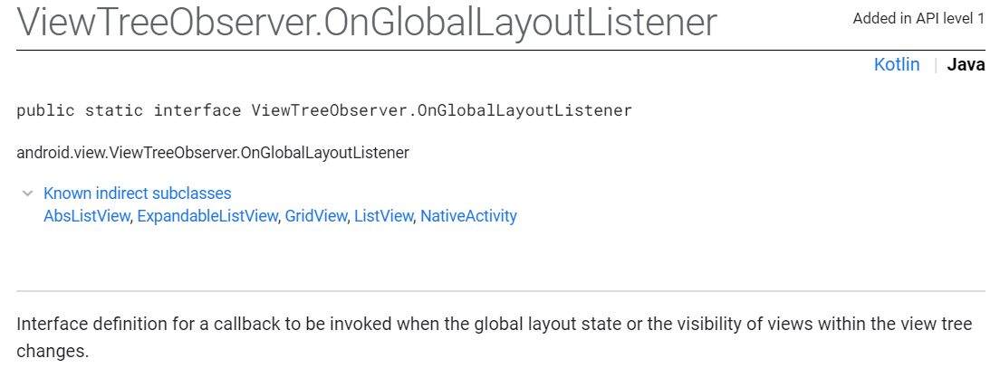 ViewTreeObserver.OnGlobalLayoutListener
Added in API level 1
Kotlin | Java
public static interface ViewTreeObserver.OnGlobalLayoutListener
android.view.ViewTreeObserver.OnGlobalLayoutListener
Known indirect subclasses
AbsListView, ExpandableListView, GridView, ListView, NativeActivity
Interface definition for a callback to be invoked when the global layout state or the visibility of views within the view tree
changes.